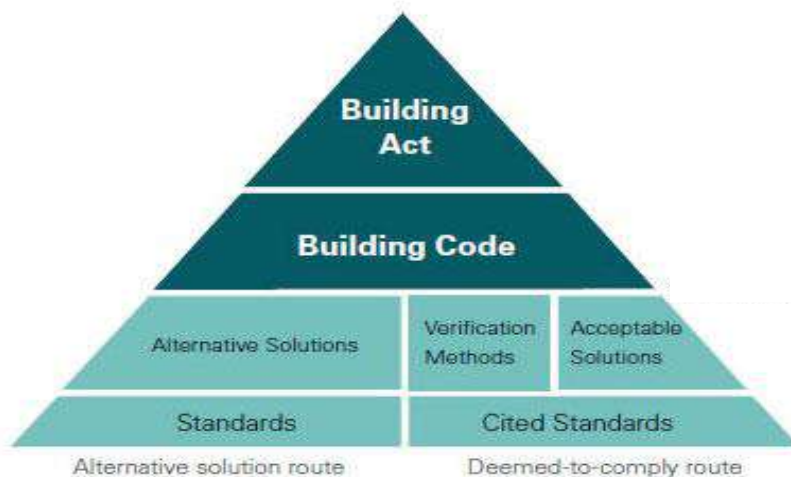 Building
Act
Building Code
Alternative Solutions
Verification
Methods
Acceptable
Solutions
Standards
Cited Standards
Alternative solution route
Deemed-to-comply route